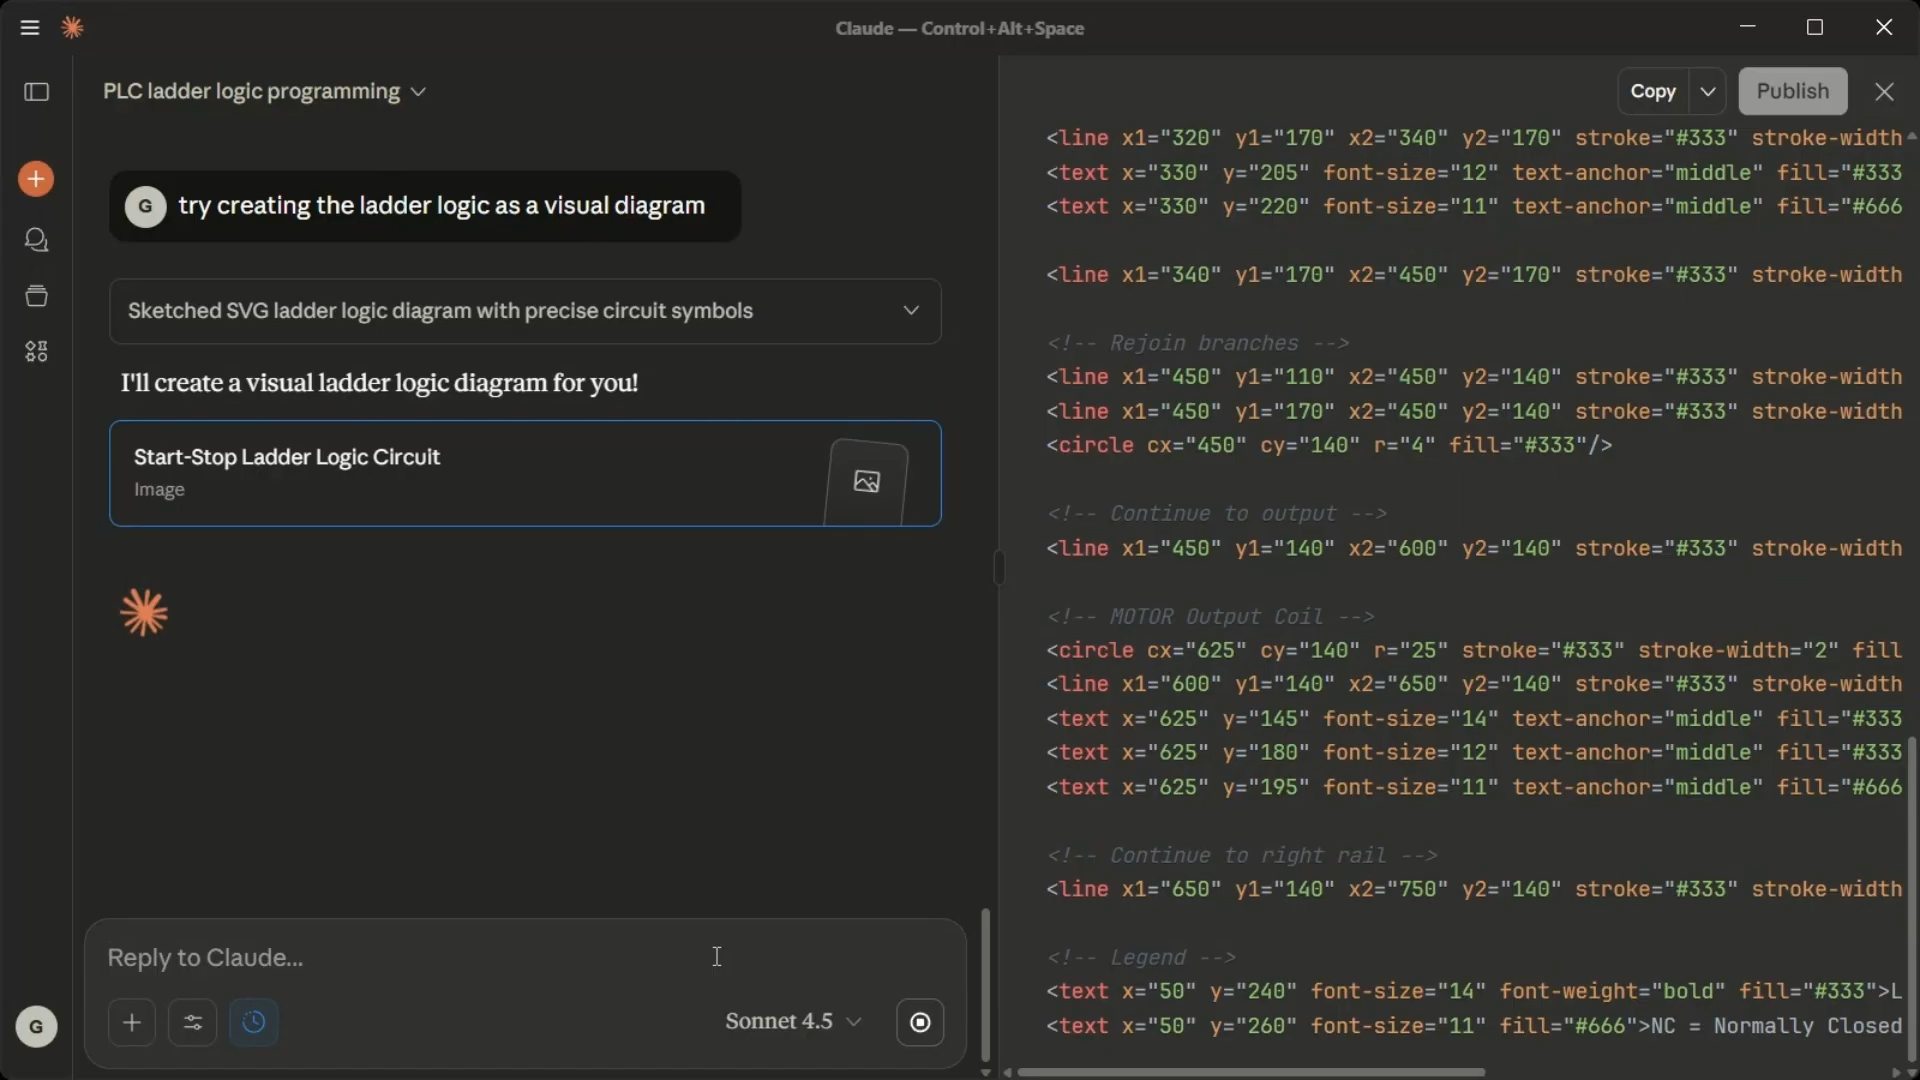 Claude — Control+Alt+Space
PLC ladder logic programming
Copy
Publish
G
try creating the ladder logic as a visual diagram
Sketched SVG ladder logic diagram with precise circuit symbols
I'll create a visual ladder logic diagram for you!
Start-Stop Ladder Logic Circuit
Image
Reply to Claude...
Sonnet 4.5
G
<line x1="320" y1="170" x2="340" y2="170" stroke="#333" stroke-width
<text x="330" y="205" font-size="12" text-anchor="middle" fill="#333
<text x="330" y="220" font-size="11" text-anchor="middle" fill="#666
<line x1="340" y1="170" x2="450" y2="170" stroke="#333" stroke-width
<!-- Rejoin branches -->
<line x1="450" y1="110" x2="450" y2="140" stroke="#333" stroke-width
<line x1="450" y1="170" x2="450" y2="140" stroke="#333" stroke-width
<circle cx="450" cy="140" r="4" fill="#333"/>
<!-- Continue to output -->
<line x1="450" y1="140" x2="600" y2="140" stroke="#333" stroke-width
<!-- MOTOR Output Coil -->
<circle cx="625" cy="140" r="25" stroke="#333" stroke-width="2" fill
<line x1="600" y1="140" x2="650" y2="140" stroke="#333" stroke-width
<text x="625" y="145" font-size="14" text-anchor="middle" fill="#333
<text x="625" y="180" font-size="12" text-anchor="middle" fill="#333
<text x="625" y="195" font-size="11" text-anchor="middle" fill="#666
<!-- Continue to right rail -->
<line x1="650" y1="140" x2="750" y2="140" stroke="#333" stroke-width
<!-- Legend -->
<text x="50" y="240" font-size="14" font-weight="bold" fill="#333">L
<text x="50" y="260" font-size="11" fill="#666">NC = Normally Closed